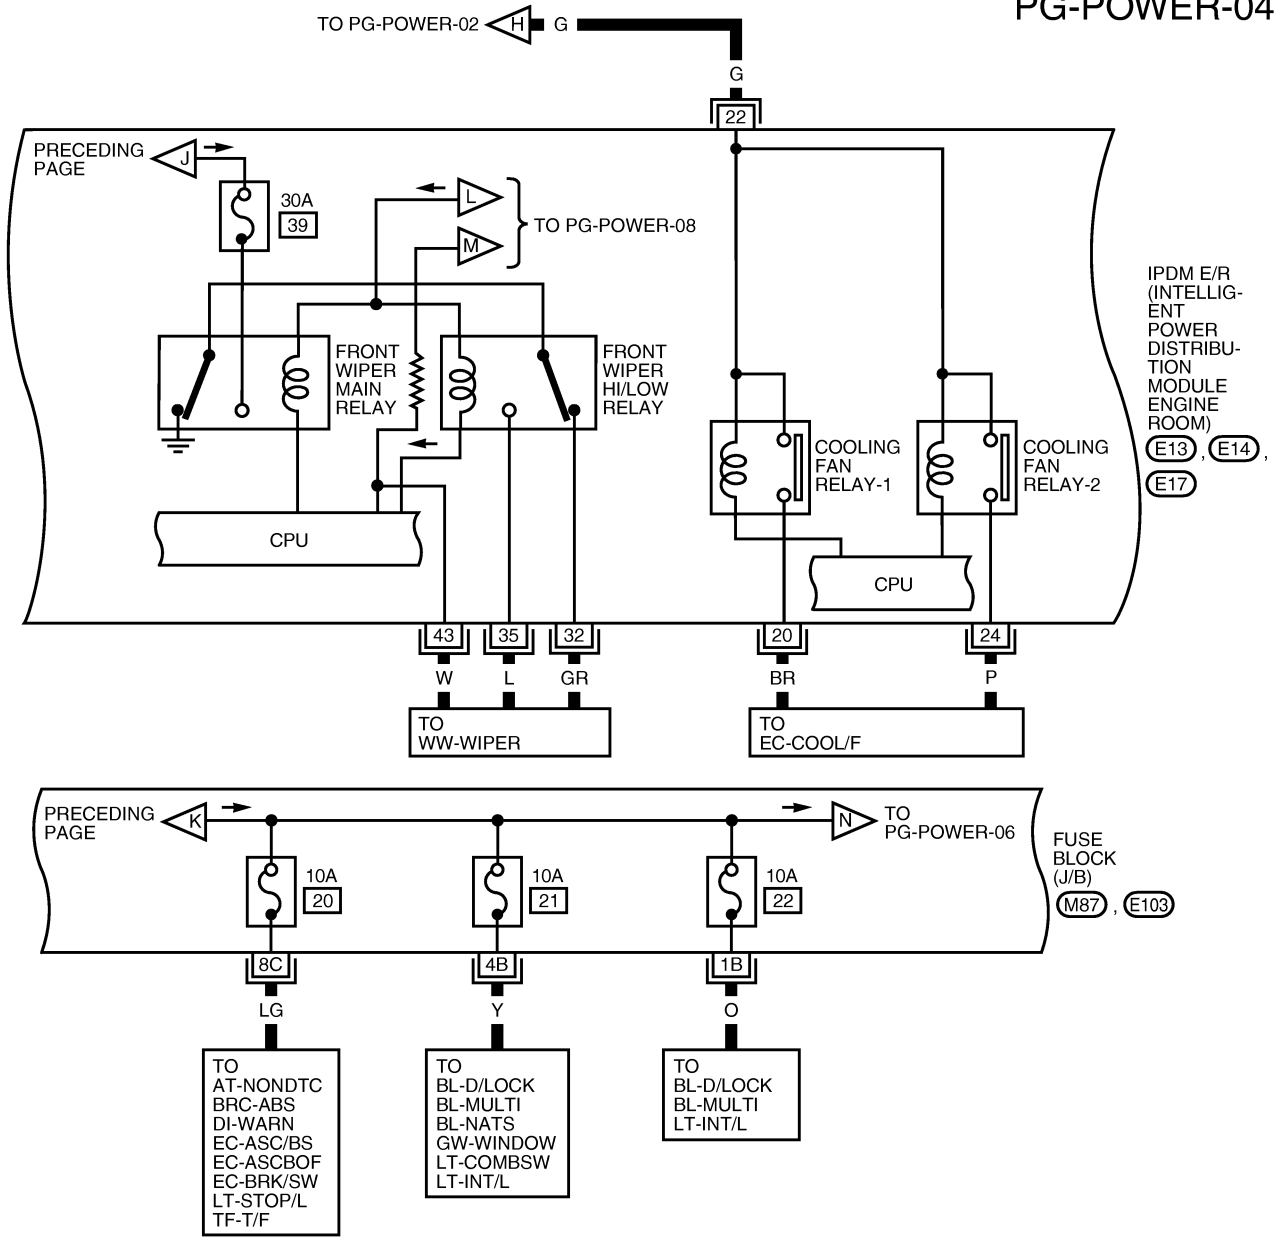 PG-POWER-04
TO PG-POWER-02
H
G
G
22
PRECEDING
PAGE
J
30A
39
L
M
TO PG-POWER-08
FRONT
WIPER
MAIN
RELAY
FRONT
WIPER
HI/LOW
RELAY
COOLING
FAN
RELAY-1
COOLING
FAN
RELAY-2
IPDM E/R
(INTELLIG-
ENT
POWER
DISTRIBU-
TION
MODULE
ENGINE
ROOM)
E13 , E14 ,
E17
CPU
CPU
43
35
32
20
24
W
L
GR
BR
P
TO
WW-WIPER
TO
EC-COOL/F
PRECEDING
PAGE
K
N
TO
PG-POWER-06
10A
20
10A
21
10A
22
FUSE
BLOCK
(J/B)
M87 , E103
8C
4B
1B
LG
Y
O
TO
AT-NONDTC
BRC-ABS
DI-WARN
EC-ASC/BS
EC-ASCBOF
EC-BRK/SW
LT-STOP/L
TF-T/F
TO
BL-D/LOCK
BL-MULTI
BL-NATS
GW-WINDOW
LT-COMBSW
LT-INT/L
TO
BL-D/LOCK
BL-MULTI
LT-INT/L